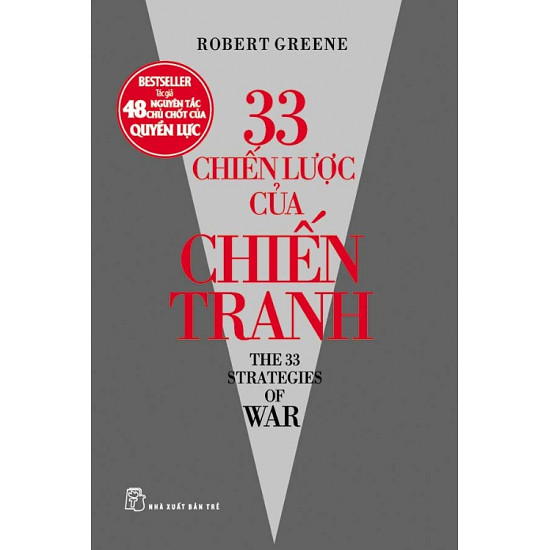 ROBERT GREENE
BESTSELLER
Tác giả
48 NGUYÊN TẮC
CHỦ CHỐT CỦA
QUYỀN LỰC
33
CHIẾN LƯỢC
CỦA
CHIẾN
TRANH
THE 33
STRATEGIES
OF
WAR
NHÀ XUẤT BẢN TRẺ